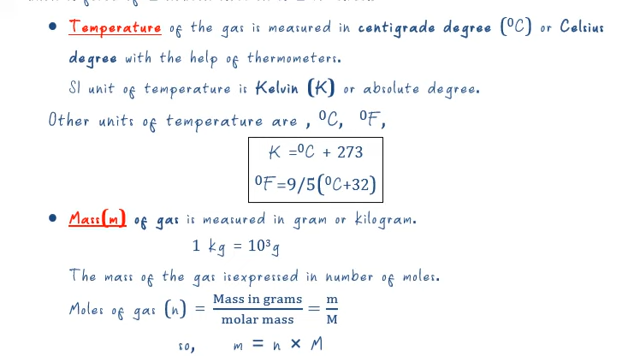 • Temperature of the gas is measured in centigrade degree (⁰C) or Celsius
degree with the help of thermometers.
SI unit of temperature is Kelvin (K) or absolute degree.
Other units of temperature are , ⁰C, ⁰F,
K =⁰C + 273
⁰F=9/5(⁰C+32)
• Mass(m) of gas is measured in gram or kilogram.
1 kg = 10³g
The mass of the gas isexpressed in number of moles.
Moles of gas (n) = Mass in grams / molar mass = m / M
so, m = n × M